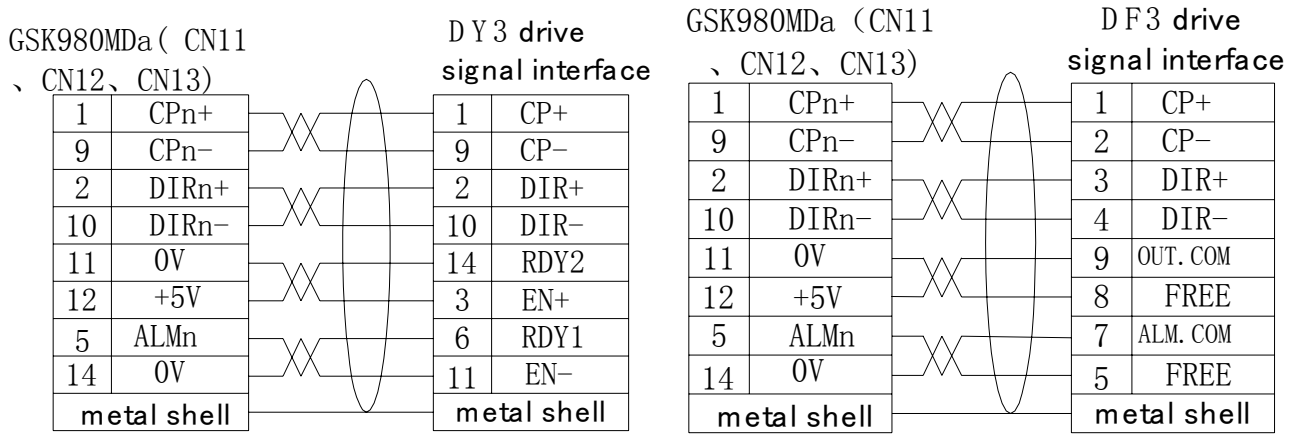 GSK980MDa( CN11
、CN12、CN13)
DY3 drive
signal interface
1 CPn+ 1 CP+
9 CPn- 9 CP-
2 DIRn+ 2 DIR+
10 DIRn- 10 DIR-
11 0V 14 RDY2
12 +5V 3 EN+
5 ALMn 6 RDY1
14 0V 11 EN-
metal shell metal shell
GSK980MDa（CN11
、CN12、CN13)
DF3 drive
signal interface
1 CPn+ 1 CP+
9 CPn- 2 CP-
2 DIRn+ 3 DIR+
10 DIRn- 4 DIR-
11 0V 9 OUT.COM
12 +5V 8 FREE
5 ALMn 7 ALM.COM
14 0V 5 FREE
metal shell metal shell